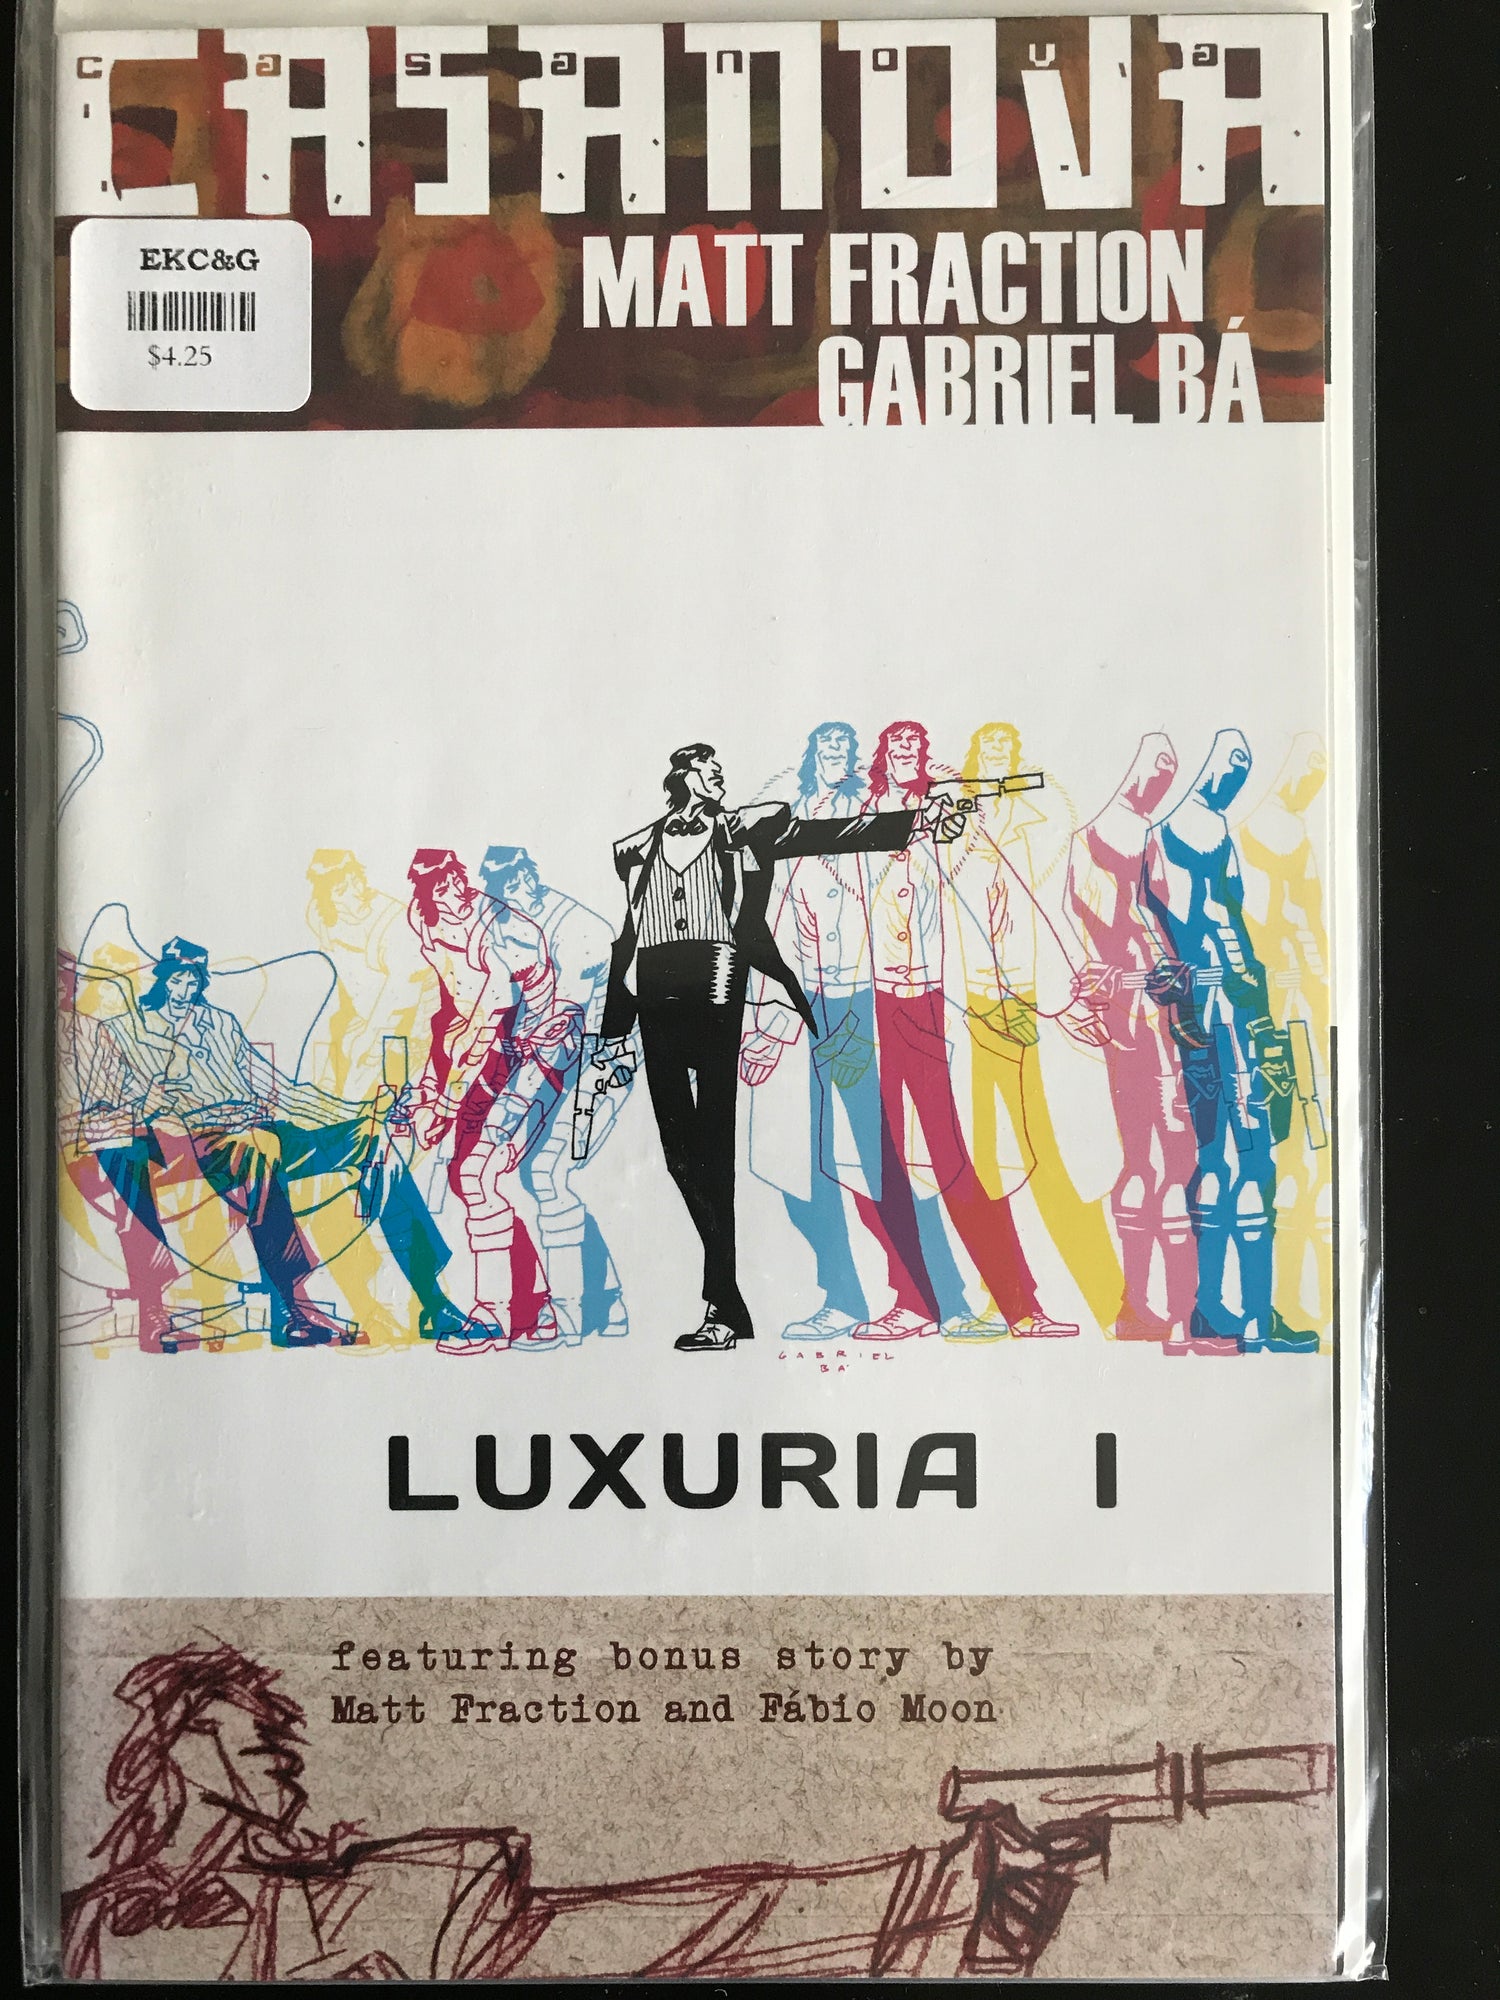 CASANOVA
casanova
EKC&G
$4.25
MATT FRACTION
GABRIEL BÁ
GABRIEL
BÁ
LUXURIA I
featuring bonus story by
Matt Fraction and Fábio Moon